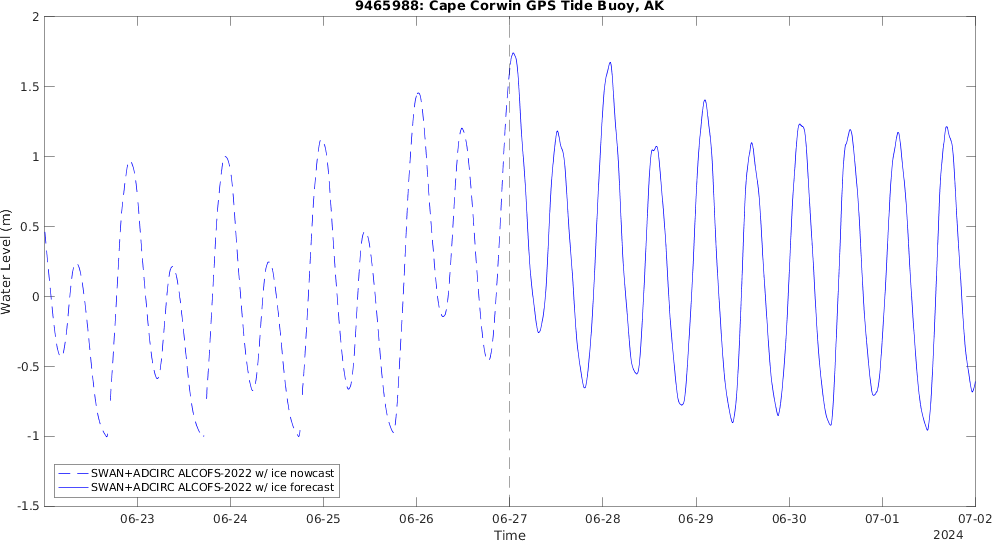 9465988: Cape Corwin GPS Tide Buoy, AK
2
1.5
1
0.5
0
-0.5
-1
-1.5
Water Level (m)
SWAN+ADCIRC ALCOFS-2022 w/ ice nowcast
SWAN+ADCIRC ALCOFS-2022 w/ ice forecast
06-23 06-24 06-25 06-26 06-27 06-28 06-29 06-30 07-01 07-02
Time
2024